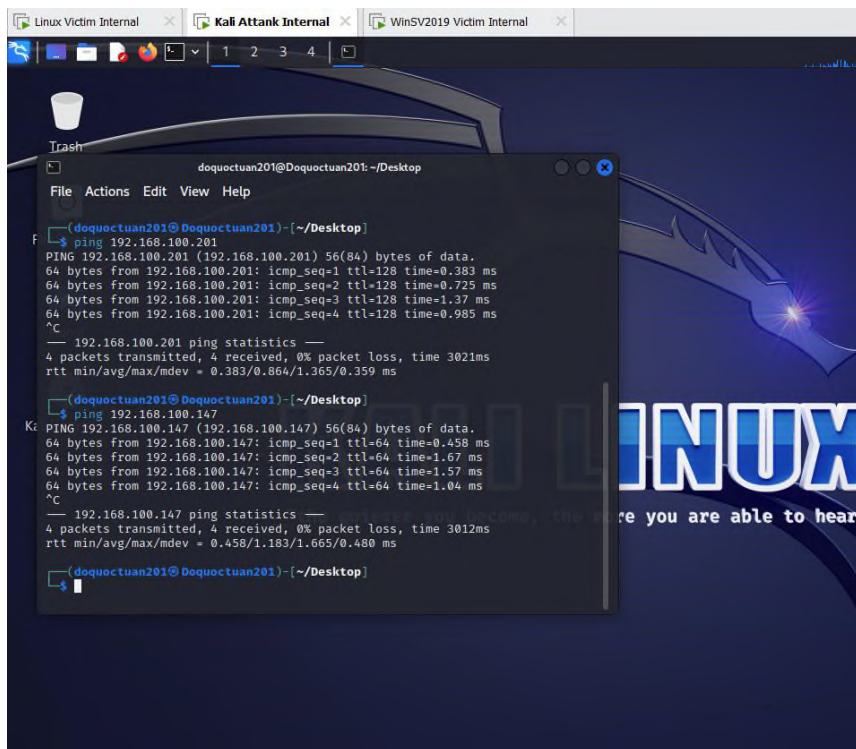 Linux Victim Internal
Kali Attank Internal
WinSV2019 Victim Internal
1 2 3 4
Trash
doquoctuan201@Doquoctuan201: ~/Desktop
File Actions Edit View Help
(doquoctuan201㉿Doquoctuan201)-[~/Desktop]
$ ping 192.168.100.201
PING 192.168.100.201 (192.168.100.201) 56(84) bytes of data.
64 bytes from 192.168.100.201: icmp_seq=1 ttl=128 time=0.383 ms
64 bytes from 192.168.100.201: icmp_seq=2 ttl=128 time=0.725 ms
64 bytes from 192.168.100.201: icmp_seq=3 ttl=128 time=1.37 ms
64 bytes from 192.168.100.201: icmp_seq=4 ttl=128 time=0.985 ms
^C
--- 192.168.100.201 ping statistics ---
4 packets transmitted, 4 received, 0% packet loss, time 3021ms
rtt min/avg/max/mdev = 0.383/0.864/1.365/0.359 ms
(doquoctuan201㉿Doquoctuan201)-[~/Desktop]
$ ping 192.168.100.147
PING 192.168.100.147 (192.168.100.147) 56(84) bytes of data.
64 bytes from 192.168.100.147: icmp_seq=1 ttl=64 time=0.458 ms
64 bytes from 192.168.100.147: icmp_seq=2 ttl=64 time=1.67 ms
64 bytes from 192.168.100.147: icmp_seq=3 ttl=64 time=1.57 ms
64 bytes from 192.168.100.147: icmp_seq=4 ttl=64 time=1.04 ms
^C
--- 192.168.100.147 ping statistics ---
4 packets transmitted, 4 received, 0% packet loss, time 3012ms
rtt min/avg/max/mdev = 0.458/1.183/1.665/0.480 ms
(doquoctuan201㉿Doquoctuan201)-[~/Desktop]
$
KALI LINUX
you become, the more you are able to hear